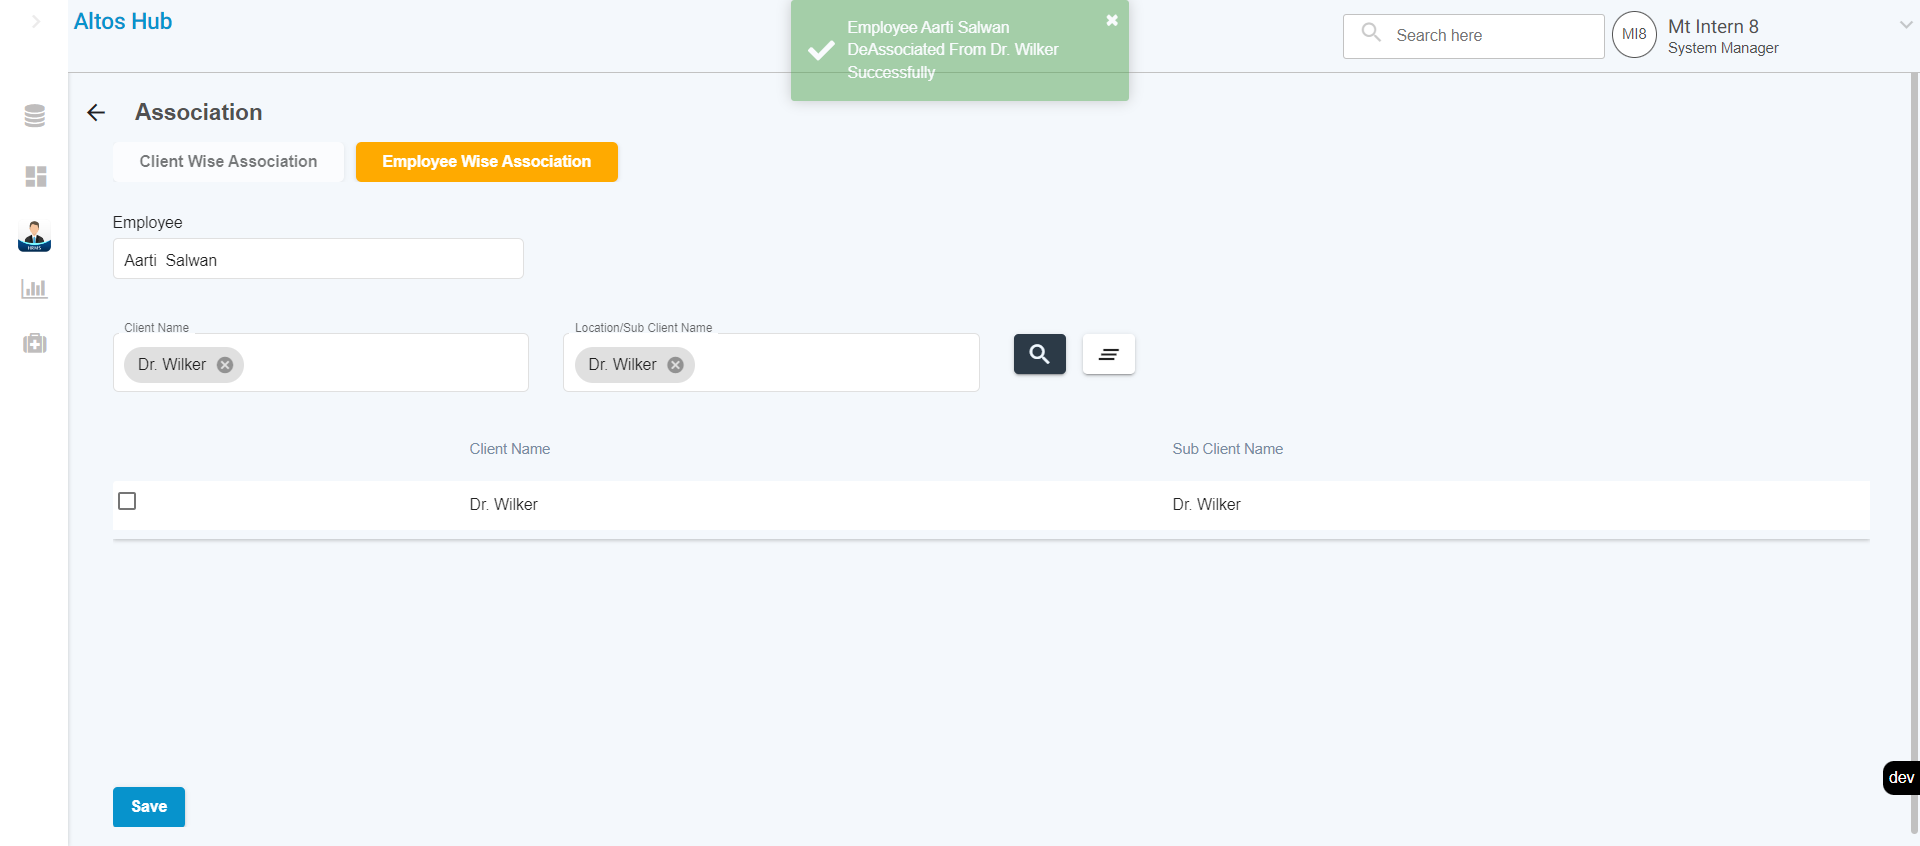 Altos Hub
Employee Aarti Salwan
DeAssociated From Dr. Wilker
Successfully
Search here
MI8
Mt Intern 8
System Manager
Association
Client Wise Association
Employee Wise Association
HRMS
Employee
Aarti  Salwan
Client Name
Dr. Wilker
Location/Sub Client Name
Dr. Wilker
Client Name
Sub Client Name
Dr. Wilker
Dr. Wilker
dev
Save